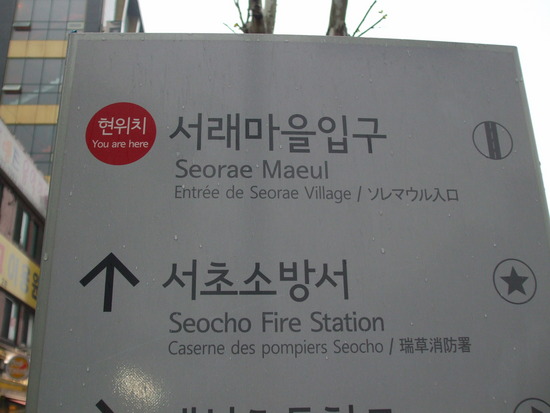 현위치
You are here
서래마을입구
Seorae Maeul
Entrée de Seorae Village / ソレマウル入口
서초소방서
Seocho Fire Station
Caserne des pompiers Seocho / 瑞草消防署